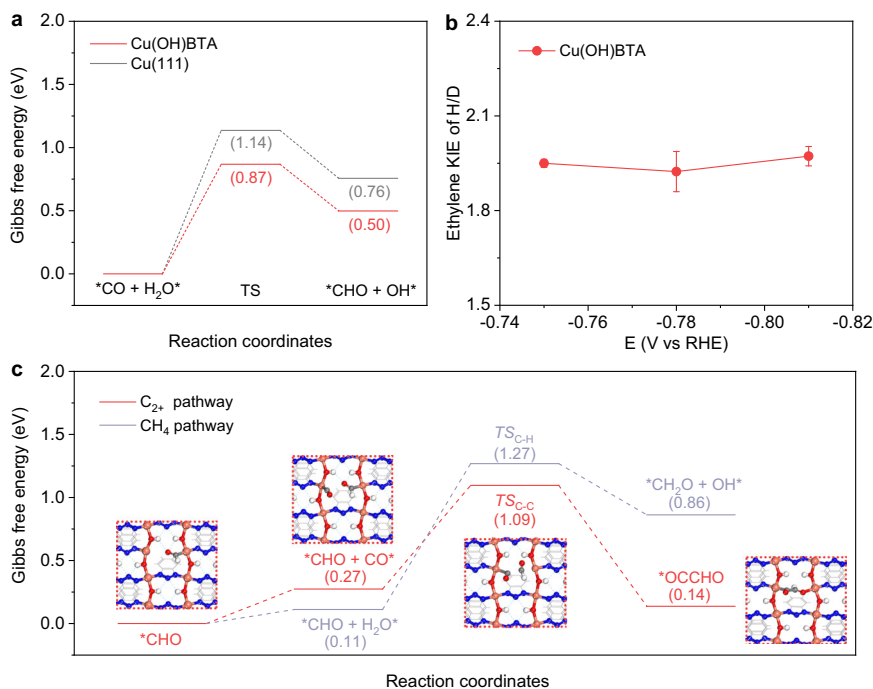 a
2.0
1.5
1.0
0.5
0.0
Gibbs free energy (eV)
Cu(OH)BTA
Cu(111)
(1.14)
(0.87)
(0.76)
(0.50)
*CO + H₂O*
TS
*CHO + OH*
Reaction coordinates
b
2.4
2.1
1.8
1.5
Ethylene KIE of H/D
Cu(OH)BTA
-0.74
-0.76
-0.78
-0.80
-0.82
E (V vs RHE)
c
2.0
1.5
1.0
0.5
0.0
Gibbs free energy (eV)
C₂₊ pathway
CH₄ pathway
*CHO
*CHO + CO*
(0.27)
*CHO + H₂O*
(0.11)
TS_C-H
(1.27)
TS_C-C
(1.09)
*CH₂O + OH*
(0.86)
*OCCHO
(0.14)
Reaction coordinates